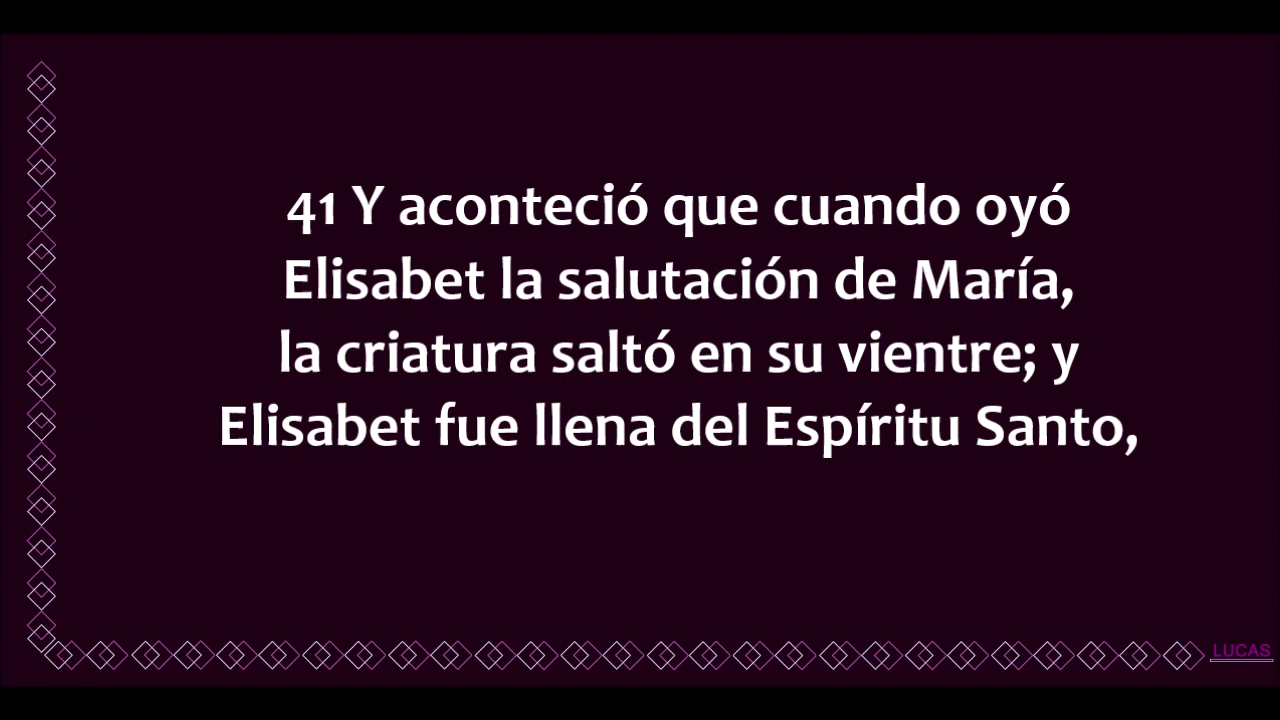 41 Y aconteció que cuando oyó
Elisabet la salutación de María,
la criatura saltó en su vientre; y
Elisabet fue llena del Espíritu Santo,
LUCAS